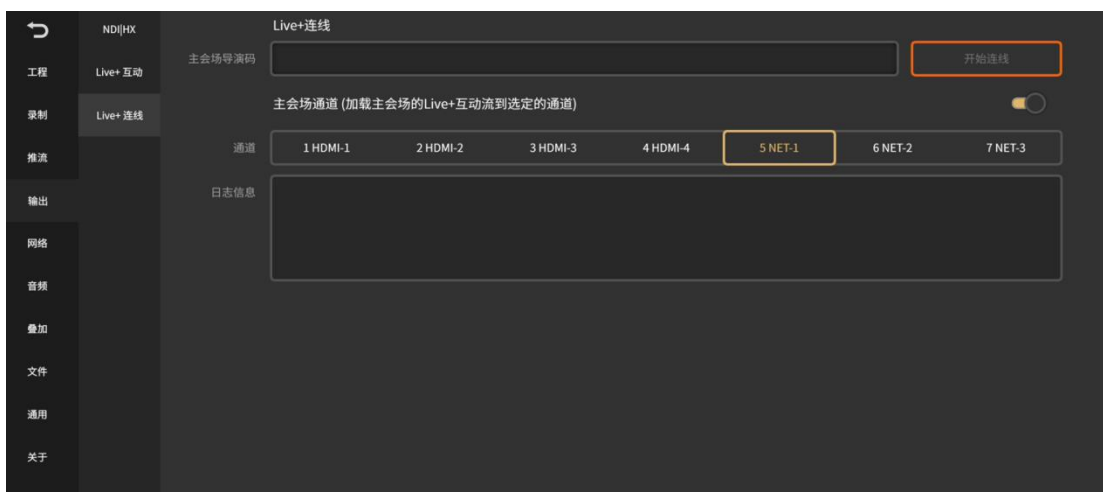 工程
录制
推流
输出
网络
音频
叠加
文件
通用
关于
NDI|HX
Live+ 互动
Live+ 连线
Live+连线
主会场导演码
开始连线
主会场通道 (加载主会场的Live+互动流到选定的通道)
通道 1 HDMI-1 2 HDMI-2 3 HDMI-3 4 HDMI-4 5 NET-1 6 NET-2 7 NET-3
日志信息